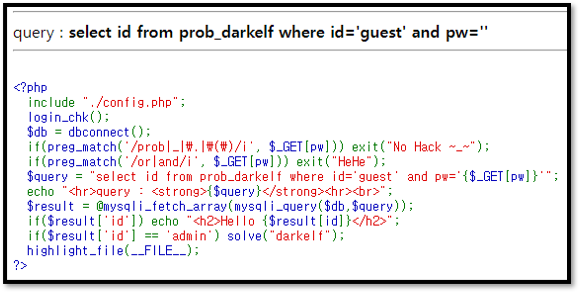 query : select id from prob_darkelf where id='guest' and pw=''
<?php
include "./config.php";
login_chk();
$db = dbconnect();
if(preg_match('/prob|_|₩.|₩(₩)/i', $_GET[pw])) exit("No Hack ~_~");
if(preg_match('/or|and/i', $_GET[pw])) exit("HeHe");
$query = "select id from prob_darkelf where id='guest' and pw='{$_GET[pw]}'";
echo "<hr>query : <strong>{$query}</strong><hr><br>";
$result = @mysqli_fetch_array(mysqli_query($db,$query));
if($result['id']) echo "<h2>Hello {$result[id]}</h2>";
if($result['id'] == 'admin') solve("darkelf");
highlight_file(__FILE__);
?>